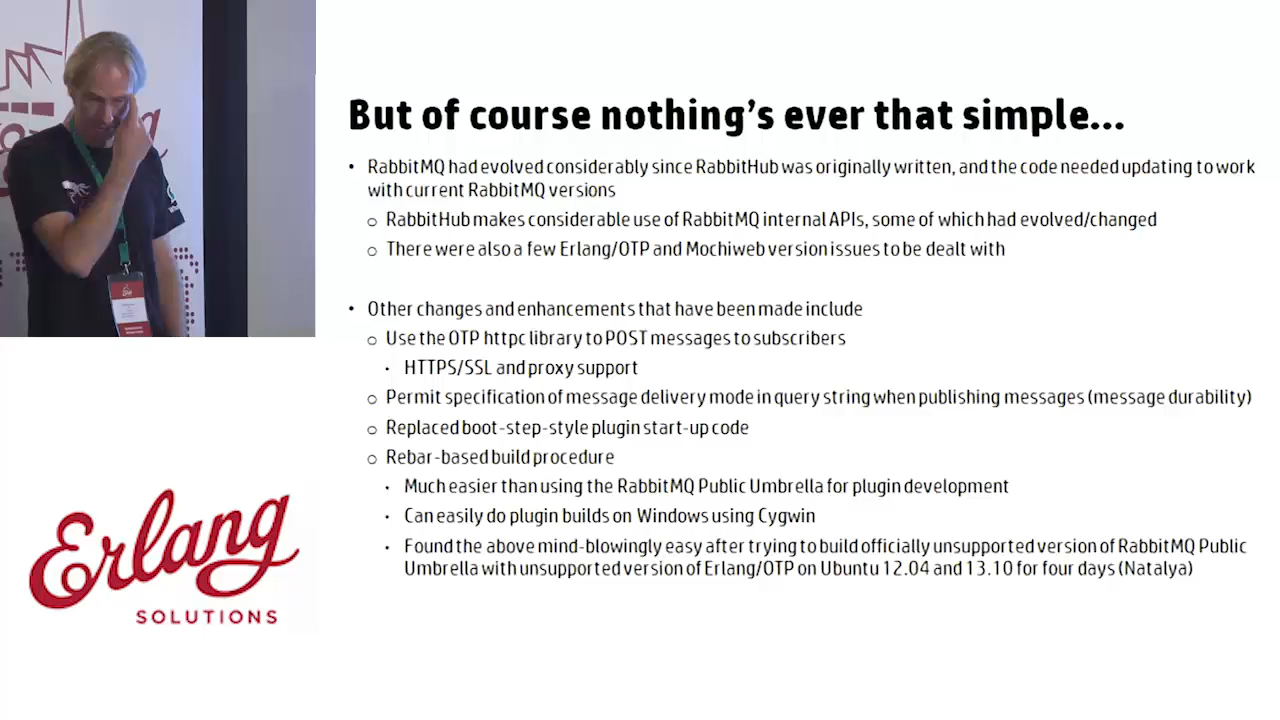 But of course nothing’s ever that simple...
• RabbitMQ had evolved considerably since RabbitHub was originally written, and the code needed updating to work
with current RabbitMQ versions
o RabbitHub makes considerable use of RabbitMQ internal APIs, some of which had evolved/changed
o There were also a few Erlang/OTP and Mochiweb version issues to be dealt with
• Other changes and enhancements that have been made include
o Use the OTP httpc library to POST messages to subscribers
• HTTPS/SSL and proxy support
o Permit specification of message delivery mode in query string when publishing messages (message durability)
o Replaced boot-step-style plugin start-up code
o Rebar-based build procedure
• Much easier than using the RabbitMQ Public Umbrella for plugin development
• Can easily do plugin builds on Windows using Cygwin
• Found the above mind-blowingly easy after trying to build officially unsupported version of RabbitMQ Public
Umbrella with unsupported version of Erlang/OTP on Ubuntu 12.04 and 13.10 for four days (Natalya)
Erlang
SOLUTIONS